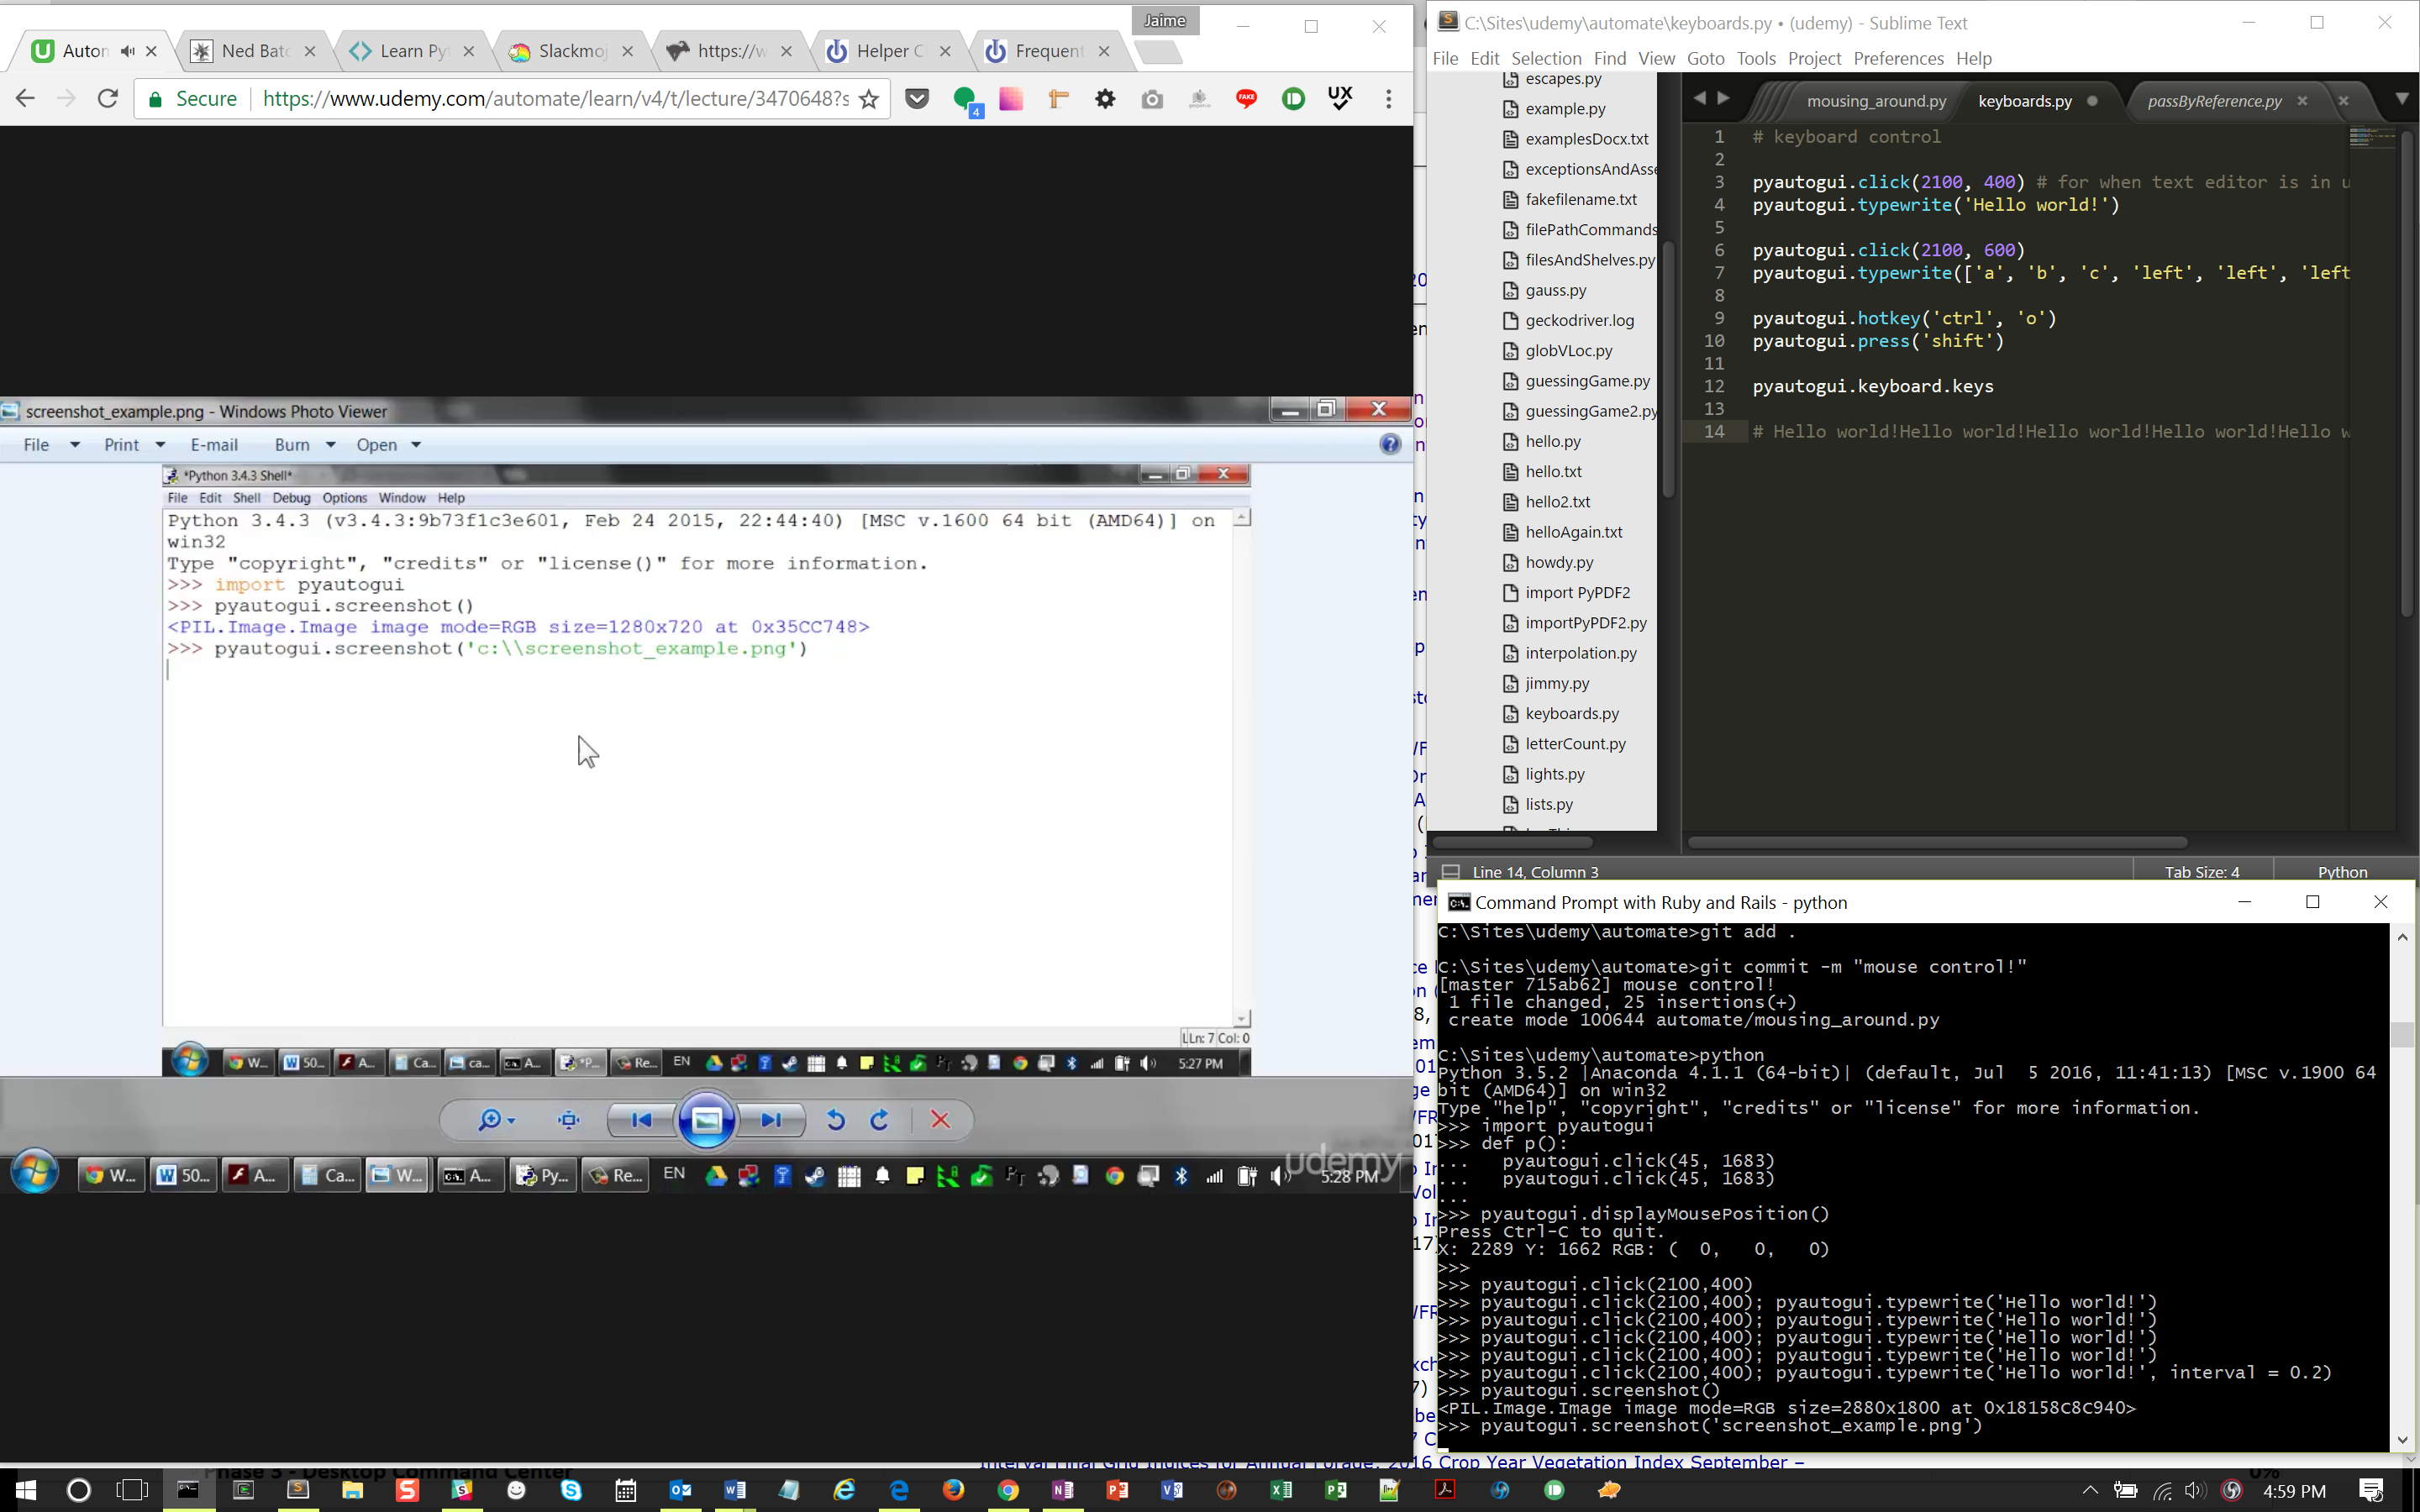 Jaime
Auton
Ned Batc
Learn Pyt
Slackmoj
https://w
Helper C
Frequent
Secure
https://www.udemy.com/automate/learn/v4/t/lecture/3470648?s
4
FAKE
UX
screenshot_example.png - Windows Photo Viewer
File Print E-mail Burn Open
*Python 3.4.3 Shell*
File Edit Shell Debug Options Window Help
Python 3.4.3 (v3.4.3:9b73f1c3e601, Feb 24 2015, 22:44:40) [MSC v.1600 64 bit (AMD64)] on
win32
Type "copyright", "credits" or "license()" for more information.
>>> import pyautogui
>>> pyautogui.screenshot()
<PIL.Image.Image image mode=RGB size=1280x720 at 0x35CC748>
>>> pyautogui.screenshot('c:\\screenshot_example.png')
Ln: 7 Col: 0
W... 50... A... Ca... ca... A... *P... Re... EN 5:27 PM
udemy
W... 50... A... Ca... W... A... Py... Re... EN 5:28 PM
C:\Sites\udemy\automate\keyboards.py • (udemy) - Sublime Text
File Edit Selection Find View Goto Tools Project Preferences Help
escapes.py
example.py
examplesDocx.txt
exceptionsAndAsse
fakefilename.txt
filePathCommands
filesAndShelves.py
gauss.py
geckodriver.log
globVLoc.py
guessingGame.py
guessingGame2.py
hello.py
hello.txt
hello2.txt
helloAgain.txt
howdy.py
import PyPDF2
importPyPDF2.py
interpolation.py
jimmy.py
keyboards.py
letterCount.py
lights.py
lists.py
mousing_around.py keyboards.py passByReference.py
1 # keyboard control
2
3 pyautogui.click(2100, 400) # for when text editor is in u
4 pyautogui.typewrite('Hello world!')
5
6 pyautogui.click(2100, 600)
7 pyautogui.typewrite(['a', 'b', 'c', 'left', 'left', 'left
8
9 pyautogui.hotkey('ctrl', 'o')
10 pyautogui.press('shift')
11
12 pyautogui.keyboard.keys
13
14 # Hello world!Hello world!Hello world!Hello world!Hello w
Line 14, Column 3 Tab Size: 4 Python
Command Prompt with Ruby and Rails - python
C:\Sites\udemy\automate>git add .
C:\Sites\udemy\automate>git commit -m "mouse control!"
[master 715ab62] mouse control!
1 file changed, 25 insertions(+)
create mode 100644 automate/mousing_around.py
C:\Sites\udemy\automate>python
Python 3.5.2 |Anaconda 4.1.1 (64-bit)| (default, Jul 5 2016, 11:41:13) [MSC v.1900 64
bit (AMD64)] on win32
Type "help", "copyright", "credits" or "license" for more information.
>>> import pyautogui
>>> def p():
... pyautogui.click(45, 1683)
... pyautogui.click(45, 1683)
...
>>> pyautogui.displayMousePosition()
Press Ctrl-C to quit.
X: 2289 Y: 1662 RGB: ( 0, 0, 0)
>>>
>>> pyautogui.click(2100,400)
>>> pyautogui.click(2100,400); pyautogui.typewrite('Hello world!')
>>> pyautogui.click(2100,400); pyautogui.typewrite('Hello world!')
>>> pyautogui.click(2100,400); pyautogui.typewrite('Hello world!')
>>> pyautogui.click(2100,400); pyautogui.typewrite('Hello world!')
>>> pyautogui.click(2100,400); pyautogui.typewrite('Hello world!', interval = 0.2)
>>> pyautogui.screenshot()
<PIL.Image.Image image mode=RGB size=2880x1800 at 0x18158C8C940>
>>> pyautogui.screenshot('screenshot_example.png')
Interval Final Grid Indices for Annual Forage. 2016 Crop Year Vegetation Index September –
Phase 3 - Desktop Command Center
0%
4:59 PM